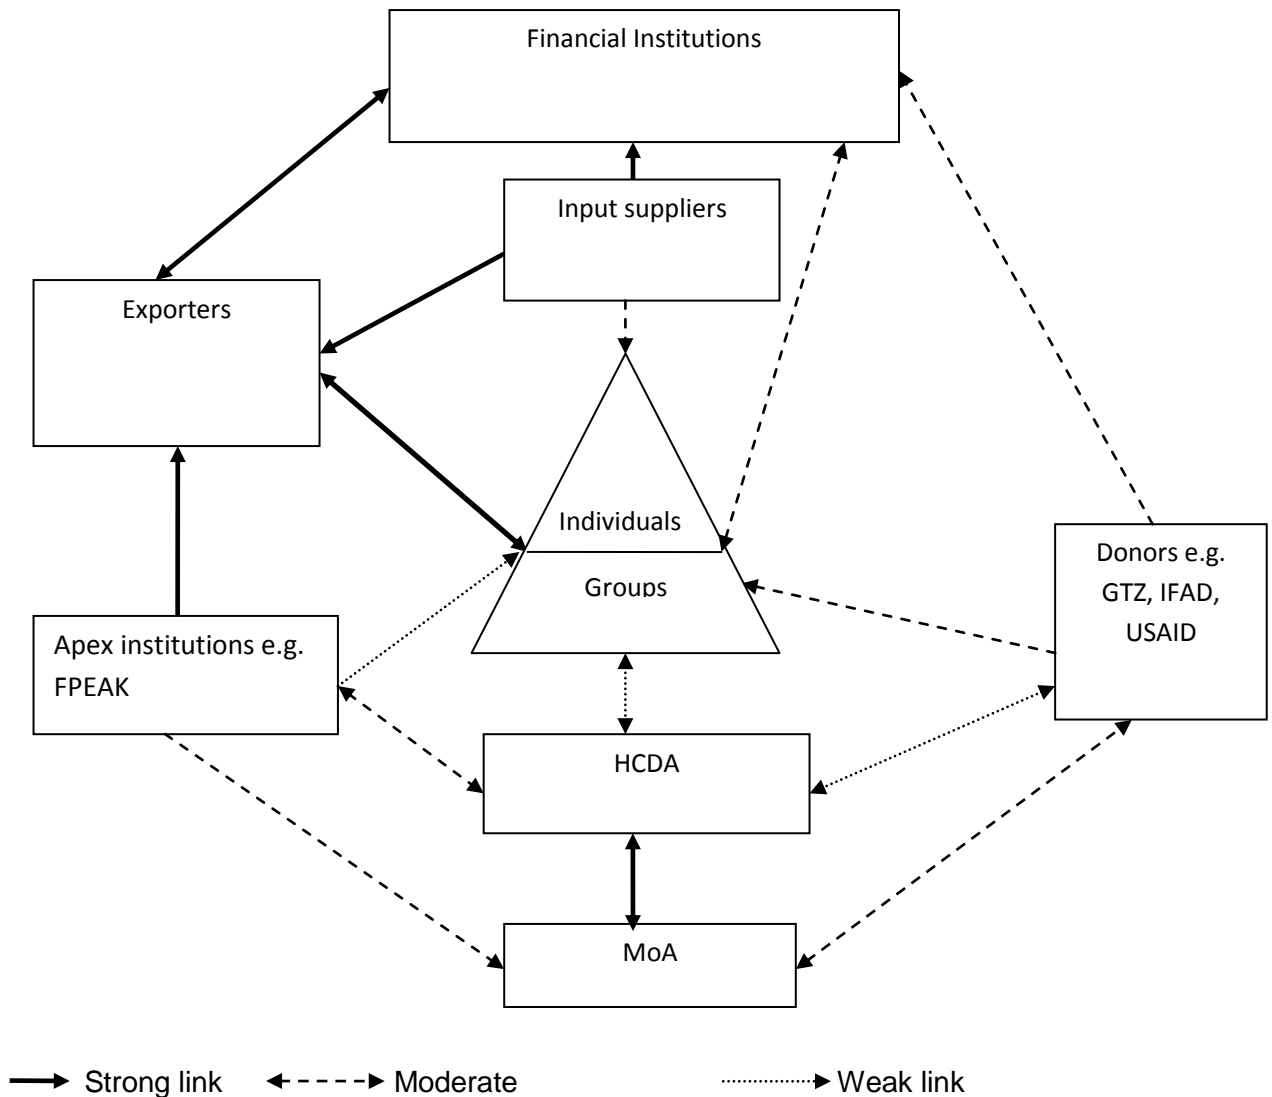 Financial Institutions
Input suppliers
Exporters
Individuals
Groups
Donors e.g.
GTZ, IFAD,
USAID
Apex institutions e.g.
FPEAK
HCDA
MoA
Strong link
Moderate
Weak link